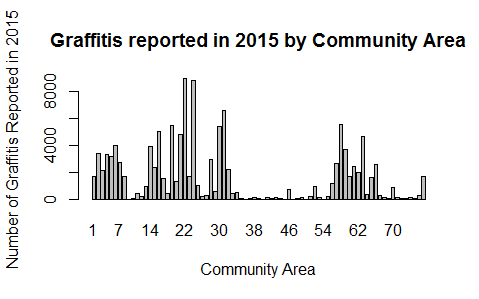 Graffitis reported in 2015 by Community Area
Number of Graffitis Reported in 2015
8000
4000
0
1 7 14 22 30 38 46 54 62 70
Community Area